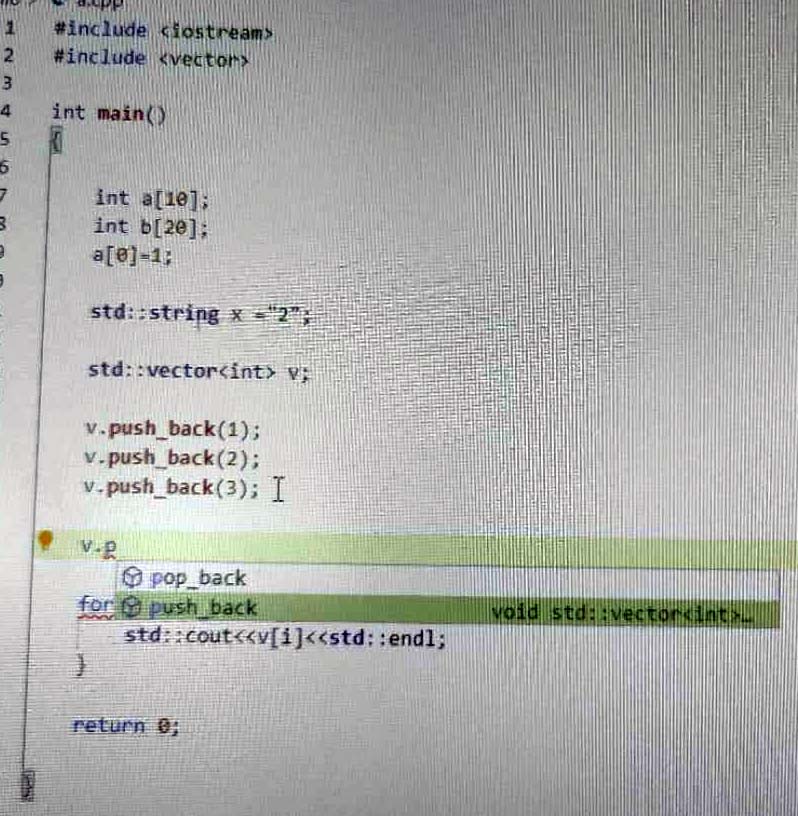 a.cpp
1 #include <iostream>
2 #include <vector>
3
4 int main()
5 {
6
7 int a[10];
8 int b[20];
9 a[0]=1;
std::string x ="2";
std::vector<int> v;
v.push_back(1);
v.push_back(2);
v.push_back(3);
v.p
pop_back
for push_back void std::vector<int>…
std::cout<<v[i]<<std::endl;
}
return 0;
}